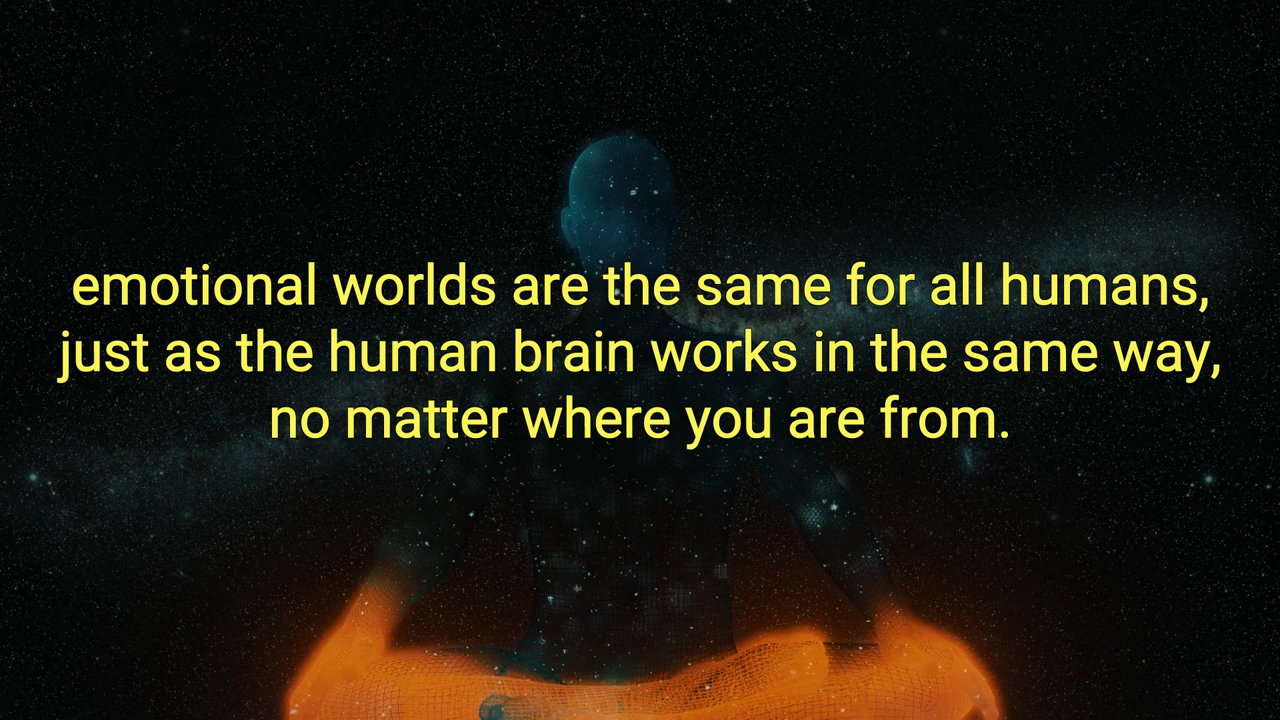 emotional worlds are the same for all humans,
just as the human brain works in the same way,
no matter where you are from.